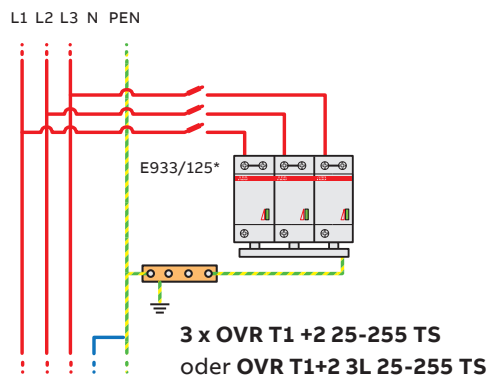 L1 L2 L3 N PEN
E933/125*
3 x OVR T1 +2 25-255 TS
oder OVR T1+2 3L 25-255 TS